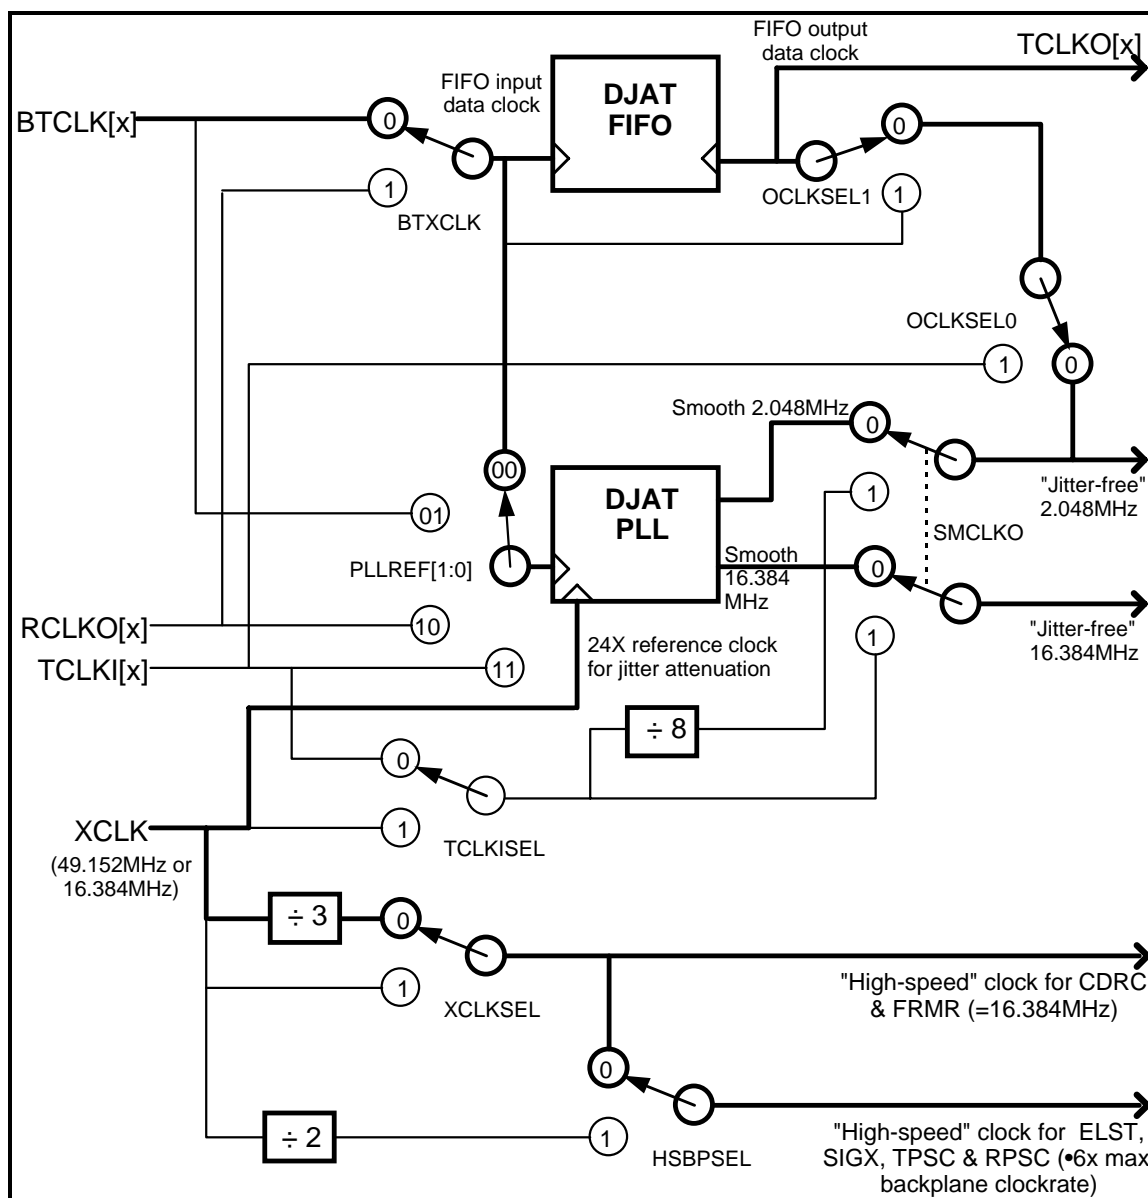 FIFO output
data clock
TCLKO[x]
FIFO input
data clock
DJAT
FIFO
BTCLK[x]
0
0
1
1
BTXCLK
OCLKSEL1
OCLKSEL0
1
0
Smooth 2.048MHz
0
00
01
DJAT
PLL
1
"Jitter-free"
2.048MHz
SMCLKO
PLLREF[1:0]
Smooth
16.384
MHz
0
RCLKO[x]
10
TCLKI[x]
11
24X reference clock
for jitter attenuation
1
"Jitter-free"
16.384MHz
÷ 8
0
XCLK
(49.152MHz or
16.384MHz)
1
TCLKISEL
÷ 3
0
1
XCLKSEL
"High-speed" clock for CDRC
& FRMR (=16.384MHz)
0
÷ 2
1
HSBPSEL
"High-speed" clock for ELST,
SIGX, TPSC & RPSC (•6x max
backplane clockrate)